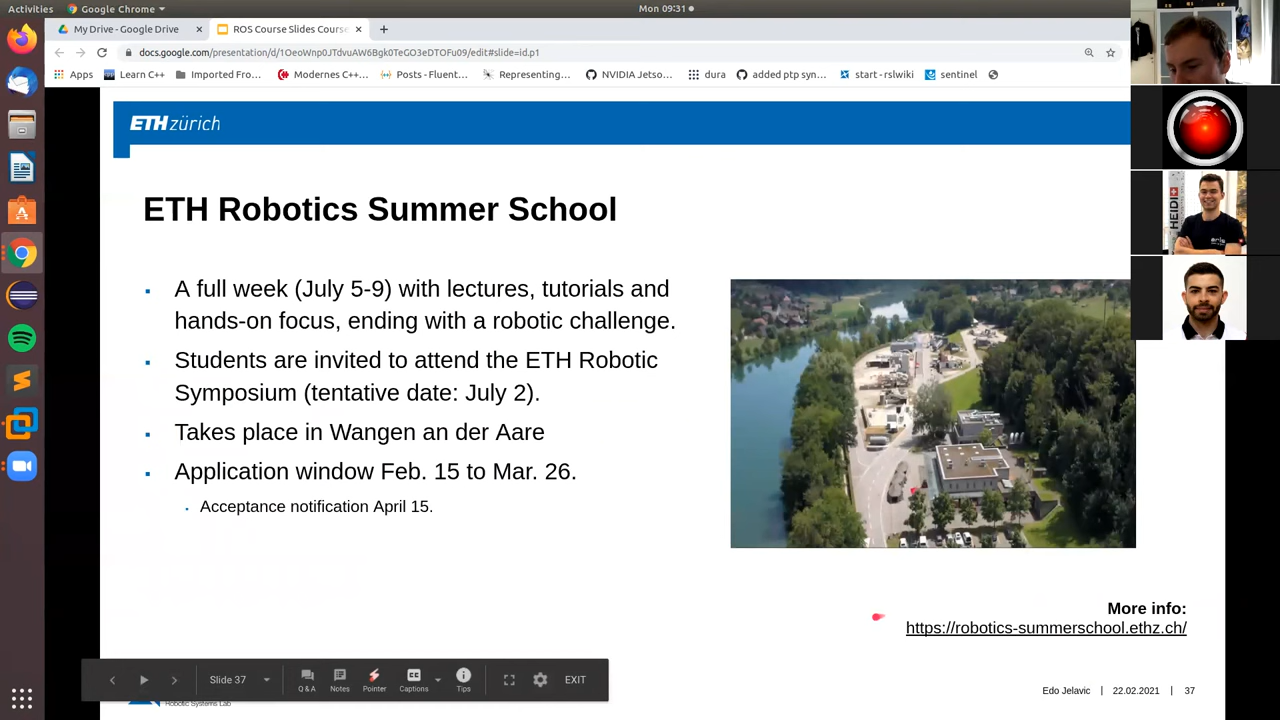 Activities
Google Chrome
Mon 09:31
My Drive - Google Drive
ROS Course Slides Cours
docs.google.com/presentation/d/1OeoWnp0JTdvuAW6Bgk0TeGO3eDTOFu09/edit#slide=id.p1
Apps
Learn C++
Imported Fro...
Modernes C++...
Posts - Fluent...
Representing...
NVIDIA Jetso...
dura
added ptp syn...
start - rslwiki
sentinel
ETH zürich
HEIDI
ETH Robotics Summer School
A full week (July 5-9) with lectures, tutorials and
hands-on focus, ending with a robotic challenge.
Students are invited to attend the ETH Robotic
Symposium (tentative date: July 2).
Takes place in Wangen an der Aare
Application window Feb. 15 to Mar. 26.
Acceptance notification April 15.
More info:
https://robotics-summerschool.ethz.ch/
Slide 37
Q & A
Notes
Pointer
Captions
Tips
EXIT
Robotic Systems Lab
Edo Jelavic | 22.02.2021 | 37